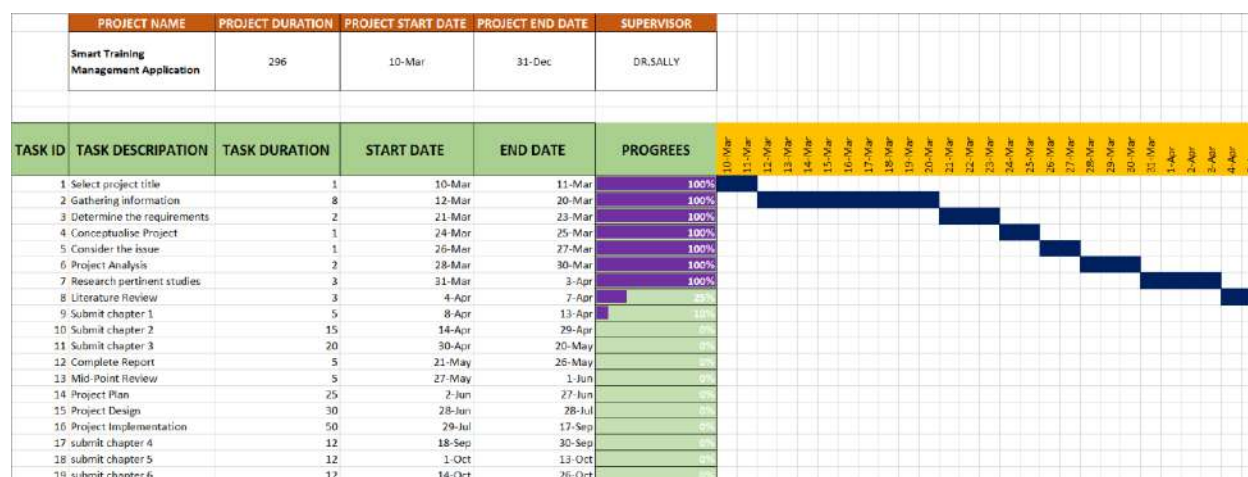 PROJECT NAME PROJECT DURATION PROJECT START DATE PROJECT END DATE SUPERVISOR
Smart Training
Management Application 296 10-Mar 31-Dec DR.SALLY
TASK ID TASK DESCRIPATION TASK DURATION START DATE END DATE PROGREES 10-Mar 11-Mar 12-Mar 13-Mar 14-Mar 15-Mar 16-Mar 17-Mar 18-Mar 19-Mar 20-Mar 21-Mar 22-Mar 23-Mar 24-Mar 25-Mar 26-Mar 27-Mar 28-Mar 29-Mar 30-Mar 31-Mar 1-Apr 2-Apr 3-Apr 4-Apr
1 Select project title 1 10-Mar 11-Mar 100%
2 Gathering information 8 12-Mar 20-Mar 100%
3 Determine the requirements 2 21-Mar 23-Mar 100%
4 Conceptualise Project 1 24-Mar 25-Mar 100%
5 Consider the issue 1 26-Mar 27-Mar 100%
6 Project Analysis 2 28-Mar 30-Mar 100%
7 Research pertinent studies 3 31-Mar 3-Apr 100%
8 Literature Review 3 4-Apr 7-Apr 25%
9 Submit chapter 1 5 8-Apr 13-Apr 10%
10 Submit chapter 2 15 14-Apr 29-Apr 0%
11 Submit chapter 3 20 30-Apr 20-May 0%
12 Complete Report 5 21-May 26-May 0%
13 Mid-Point Review 5 27-May 1-Jun 0%
14 Project Plan 25 2-Jun 27-Jun 0%
15 Project Design 30 28-Jun 28-Jul 0%
16 Project Implementation 50 29-Jul 17-Sep 0%
17 submit chapter 4 12 18-Sep 30-Sep 0%
18 submit chapter 5 12 1-Oct 13-Oct 0%
19 submit chapter 6 12 14-Oct 26-Oct